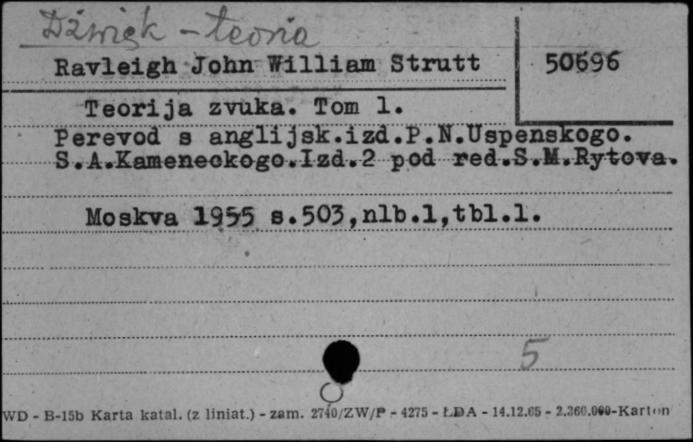 Dźwięk - teoria
Ravleigh John William Strutt 50696
Teorija zvuka. Tom 1.
Perevod s anglijsk.izd.P.N.Uspenskogo.
S.A.Kameneckogo.Izd.2 pod red.S.M.Rytova.
Moskva 1955 s.503,nlb.1,tbl.1.
5
WD - B-15b Karta katal. (z liniat.) - zam. 2740/ZW/P - 4275 - ŁDA - 14.12.65 - 2.360.000-Karton